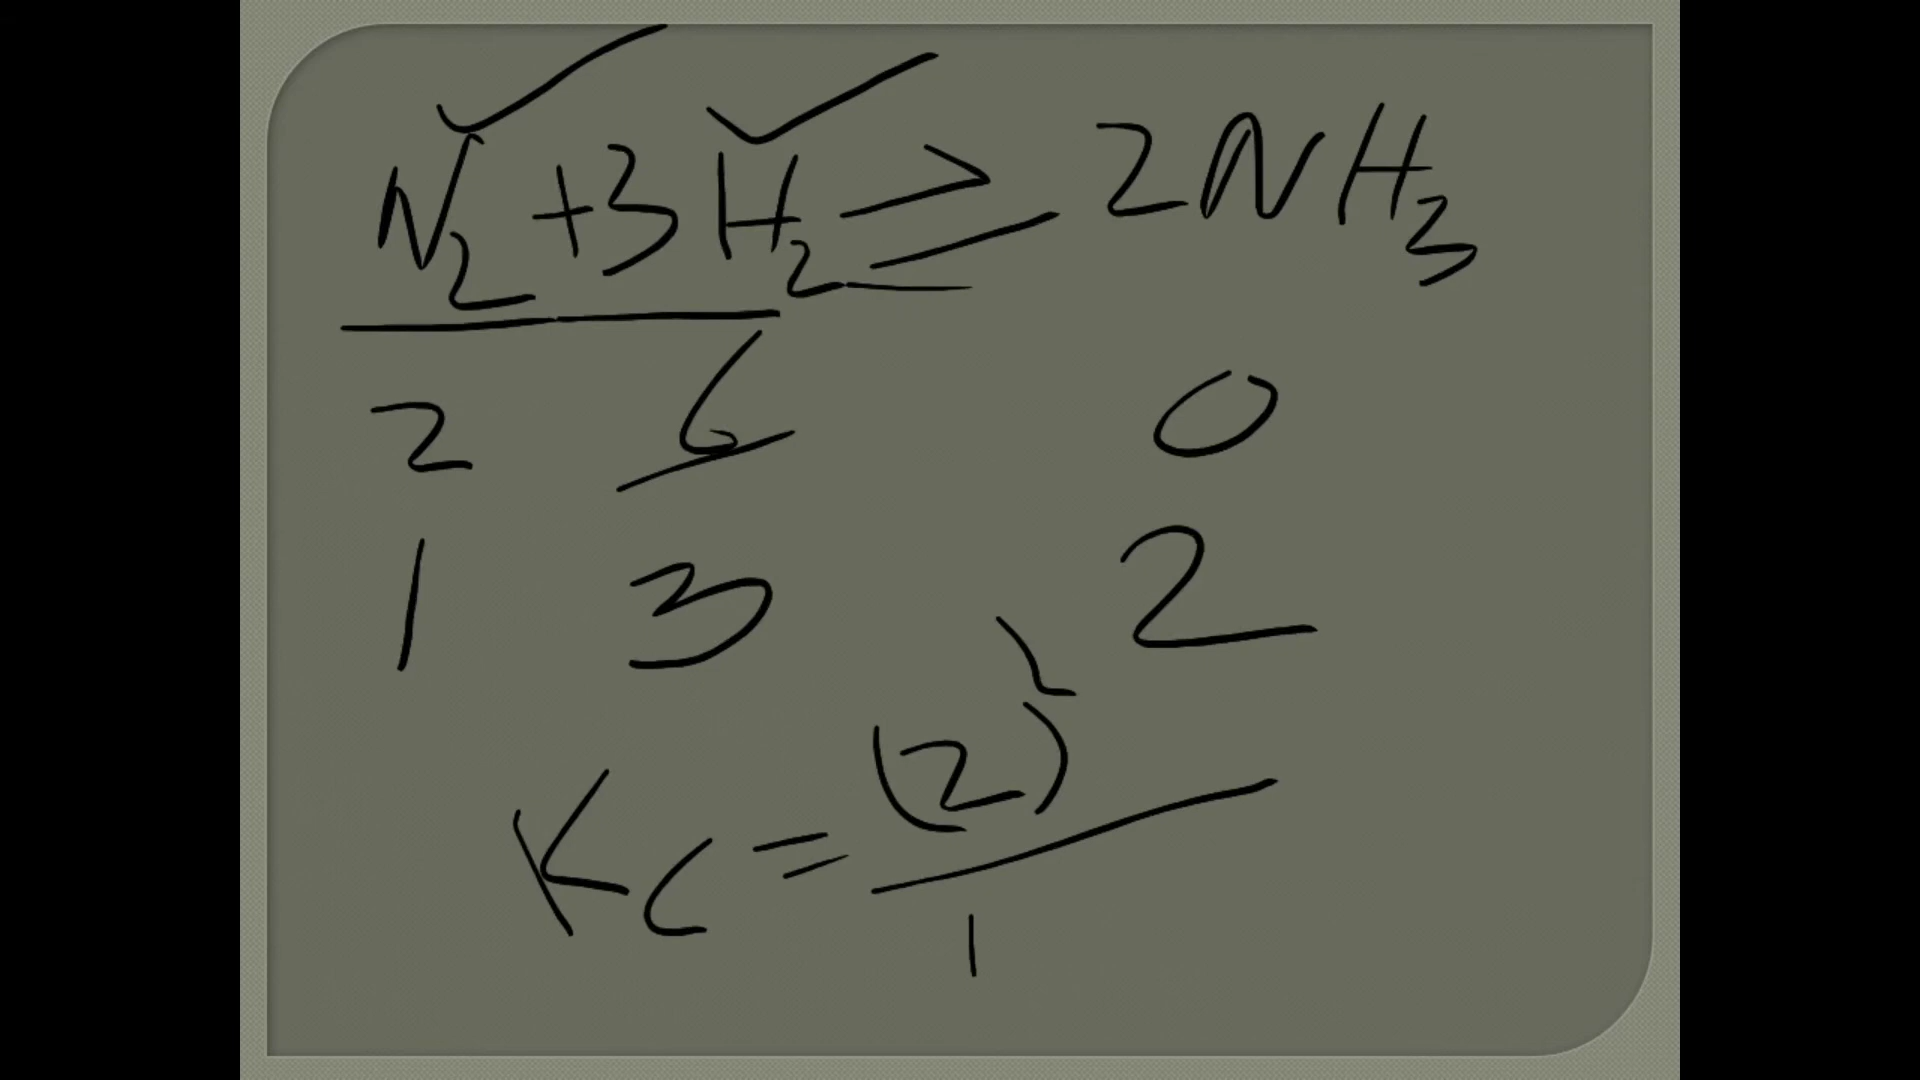 N₂ + 3H₂ ⇌ 2NH₃
2 6 0
1 3 2
Kc = (2)²
1